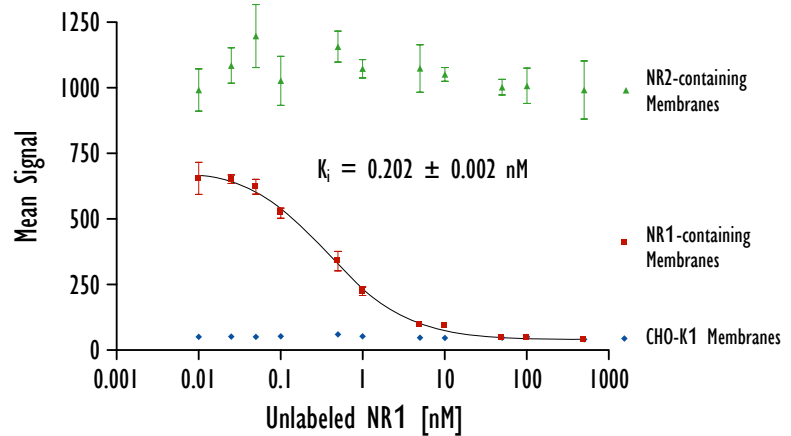 1250
1000
750
500
250
0
Mean Signal
Kᵢ = 0.202 ± 0.002 nM
0.001 0.01 0.1 1 10 100 1000
Unlabeled NR1 [nM]
NR2-containing
Membranes
NR1-containing
Membranes
CHO-K1 Membranes